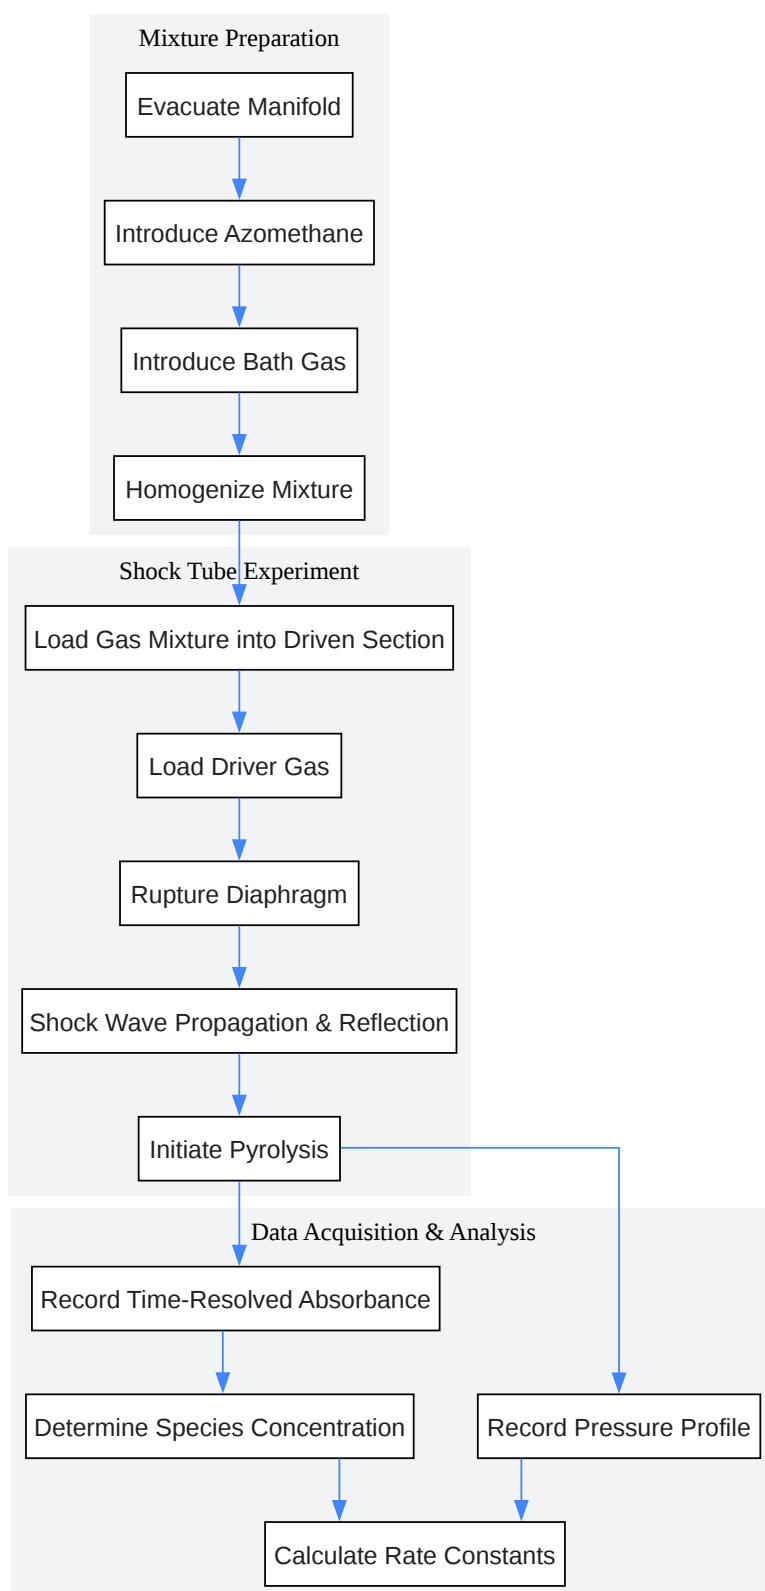 Mixture Preparation
Evacuate Manifold
Introduce Azomethane
Introduce Bath Gas
Homogenize Mixture
Shock Tube Experiment
Load Gas Mixture into Driven Section
Load Driver Gas
Rupture Diaphragm
Shock Wave Propagation & Reflection
Initiate Pyrolysis
Data Acquisition & Analysis
Record Time-Resolved Absorbance
Determine Species Concentration
Record Pressure Profile
Calculate Rate Constants